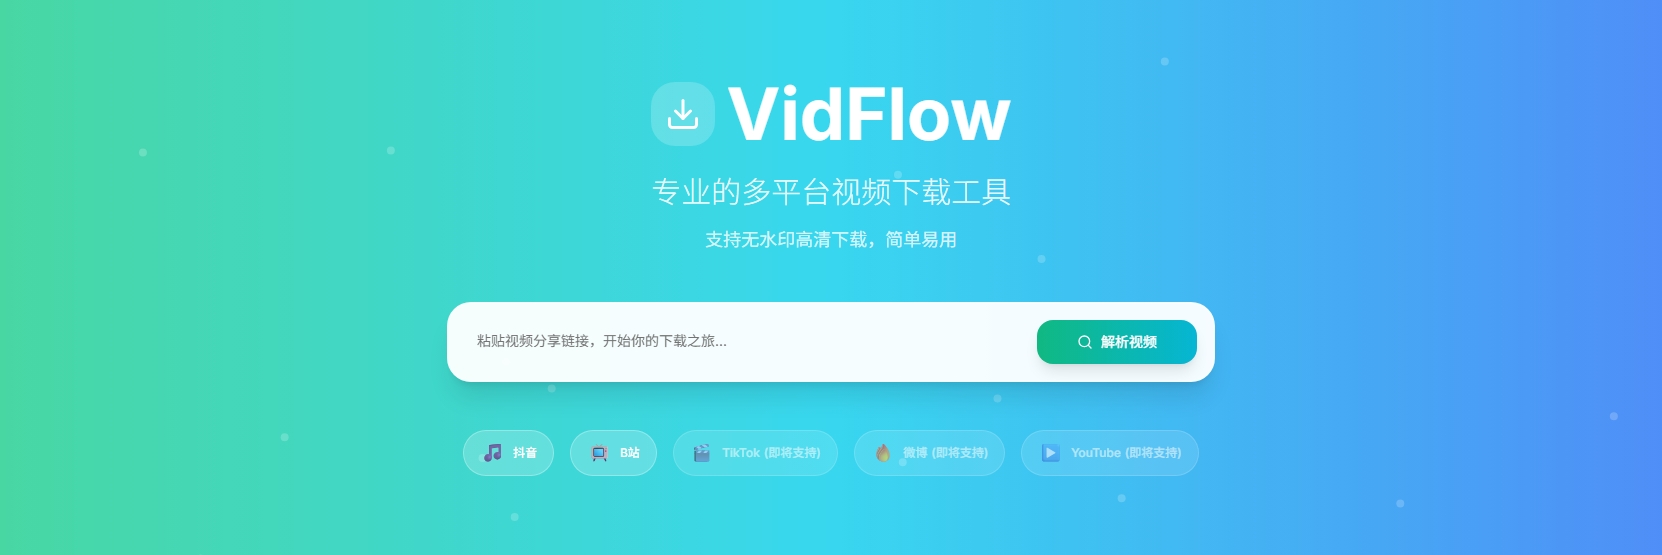 VidFlow
专业的多平台视频下载工具
支持无水印高清下载，简单易用
粘贴视频分享链接，开始你的下载之旅...
解析视频
抖音
B站
TikTok (即将支持)
微博 (即将支持)
YouTube (即将支持)